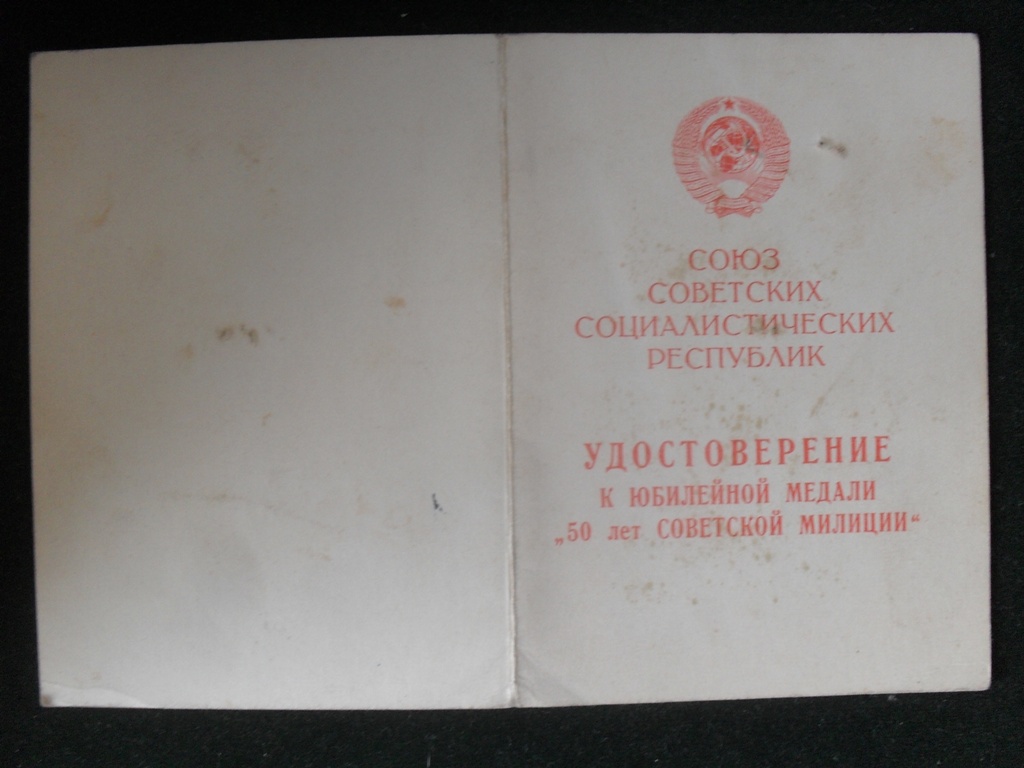 СОЮЗ
СОВЕТСКИХ
СОЦИАЛИСТИЧЕСКИХ
РЕСПУБЛИК
УДОСТОВЕРЕНИЕ
К ЮБИЛЕЙНОЙ МЕДАЛИ
„50 лет СОВЕТСКОЙ МИЛИЦИИ“